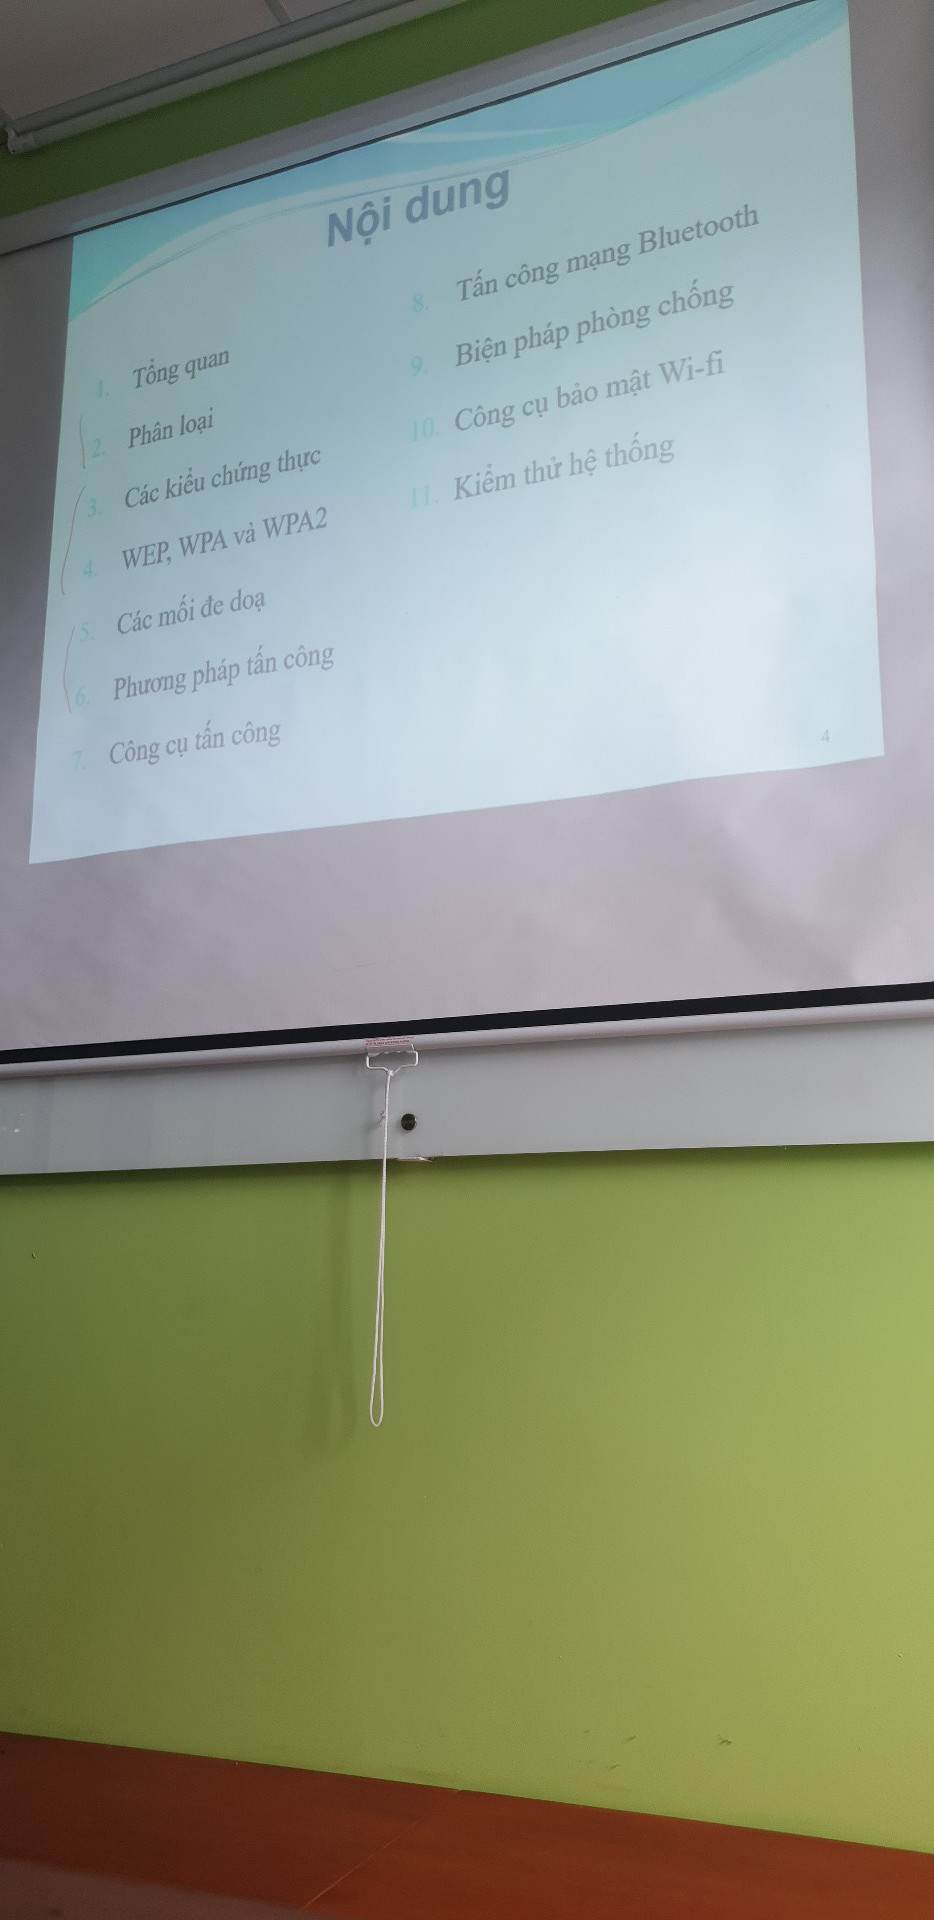 Nội dung
1. Tổng quan
2. Phân loại
3. Các kiểu chứng thực
4. WEP, WPA và WPA2
5. Các mối đe doạ
6. Phương pháp tấn công
7. Công cụ tấn công
8. Tấn công mạng Bluetooth
9. Biện pháp phòng chống
10. Công cụ bảo mật Wi-fi
11. Kiểm thử hệ thống
4